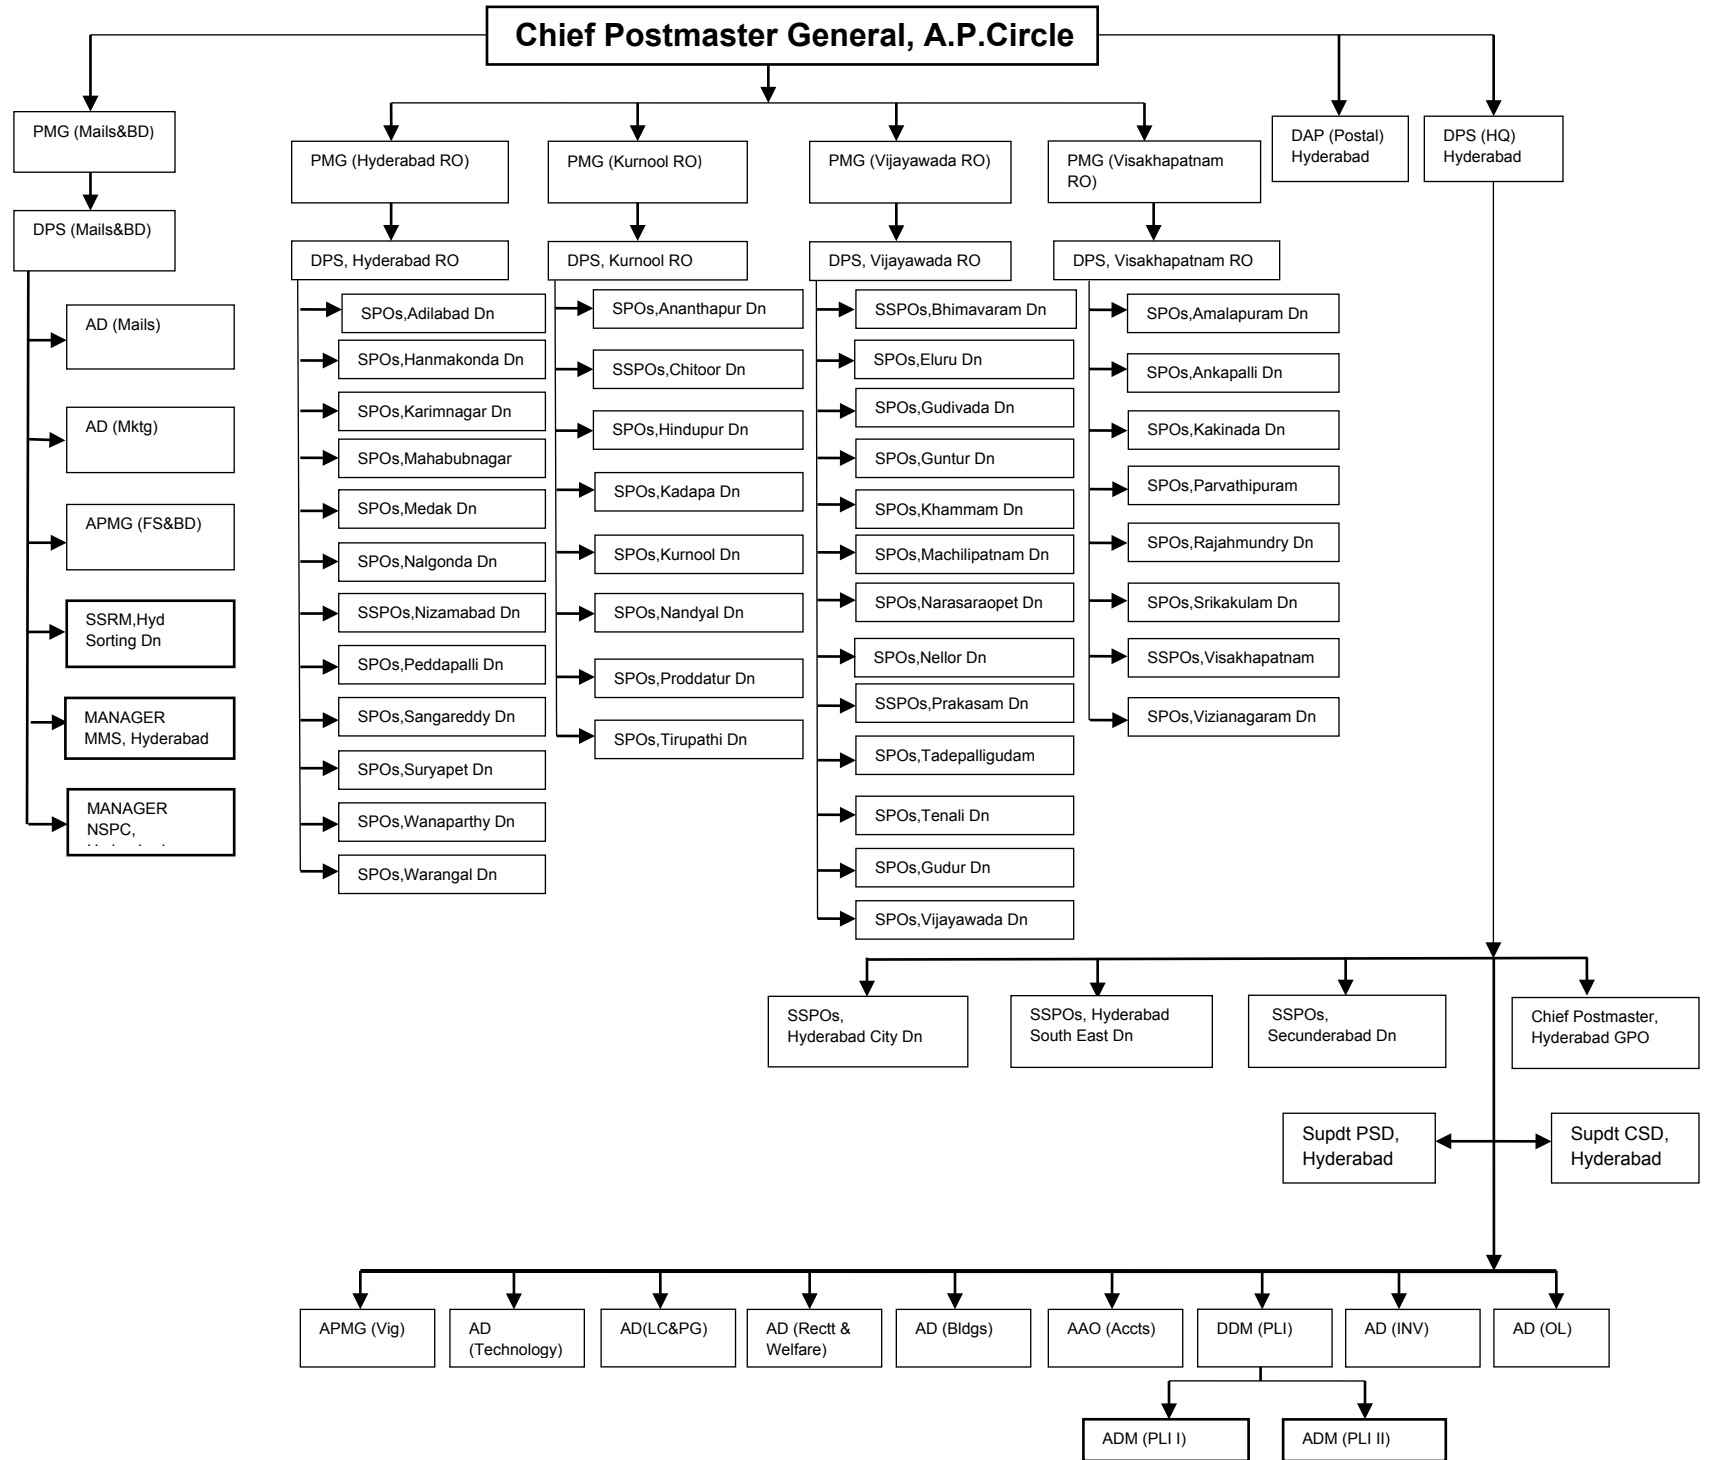 Chief Postmaster General, A.P.Circle
PMG (Mails&BD)
DPS (Mails&BD)
AD (Mails)
AD (Mktg)
APMG (FS&BD)
SSRM,Hyd
Sorting Dn
MANAGER
MMS, Hyderabad
MANAGER
NSPC,
PMG (Hyderabad RO)
DPS, Hyderabad RO
SPOs,Adilabad Dn
SPOs,Hanmakonda Dn
SPOs,Karimnagar Dn
SPOs,Mahabubnagar
SPOs,Medak Dn
SPOs,Nalgonda Dn
SSPOs,Nizamabad Dn
SPOs,Peddapalli Dn
SPOs,Sangareddy Dn
SPOs,Suryapet Dn
SPOs,Wanaparthy Dn
SPOs,Warangal Dn
PMG (Kurnool RO)
DPS, Kurnool RO
SPOs,Ananthapur Dn
SSPOs,Chitoor Dn
SPOs,Hindupur Dn
SPOs,Kadapa Dn
SPOs,Kurnool Dn
SPOs,Nandyal Dn
SPOs,Proddatur Dn
SPOs,Tirupathi Dn
PMG (Vijayawada RO)
DPS, Vijayawada RO
SSPOs,Bhimavaram Dn
SPOs,Eluru Dn
SPOs,Gudivada Dn
SPOs,Guntur Dn
SPOs,Khammam Dn
SPOs,Machilipatnam Dn
SPOs,Narasaraopet Dn
SPOs,Nellor Dn
SSPOs,Prakasam Dn
SPOs,Tadepalligudam
SPOs,Tenali Dn
SPOs,Gudur Dn
SPOs,Vijayawada Dn
PMG (Visakhapatnam
RO)
DPS, Visakhapatnam RO
SPOs,Amalapuram Dn
SPOs,Ankapalli Dn
SPOs,Kakinada Dn
SPOs,Parvathipuram
SPOs,Rajahmundry Dn
SPOs,Srikakulam Dn
SSPOs,Visakhapatnam
SPOs,Vizianagaram Dn
DAP (Postal)
Hyderabad
DPS (HQ)
Hyderabad
SSPOs,
Hyderabad City Dn
SSPOs, Hyderabad
South East Dn
SSPOs,
Secunderabad Dn
Chief Postmaster,
Hyderabad GPO
Supdt PSD,
Hyderabad
Supdt CSD,
Hyderabad
APMG (Vig)
AD
(Technology)
AD(LC&PG)
AD (Rectt &
Welfare)
AD (Bldgs)
AAO (Accts)
DDM (PLI)
AD (INV)
AD (OL)
ADM (PLI I)
ADM (PLI II)